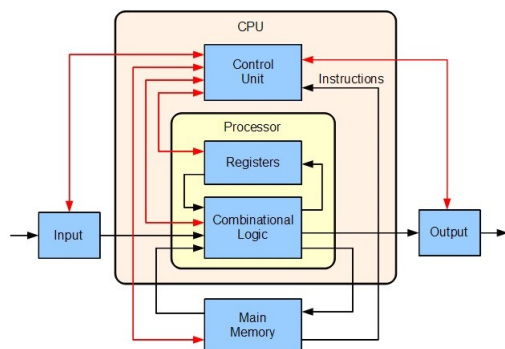 CPU
Control
Unit
Instructions
Processor
Registers
Combinational
Logic
Input
Output
Main
Memory